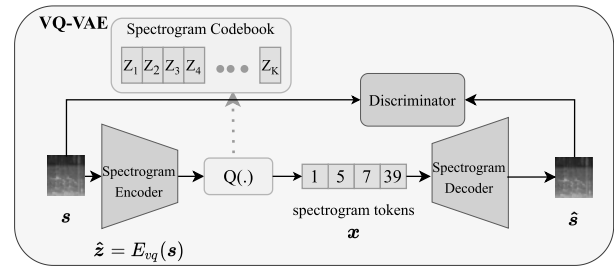 VQ-VAE
Spectrogram Codebook
Z1 Z2 Z3 Z4 ●●● ZK
Discriminator
Spectrogram
Encoder
Q(.)
1 5 7 39
Spectrogram
Decoder
s
spectrogram tokens
x
ŝ
ẑ = Evq(s)